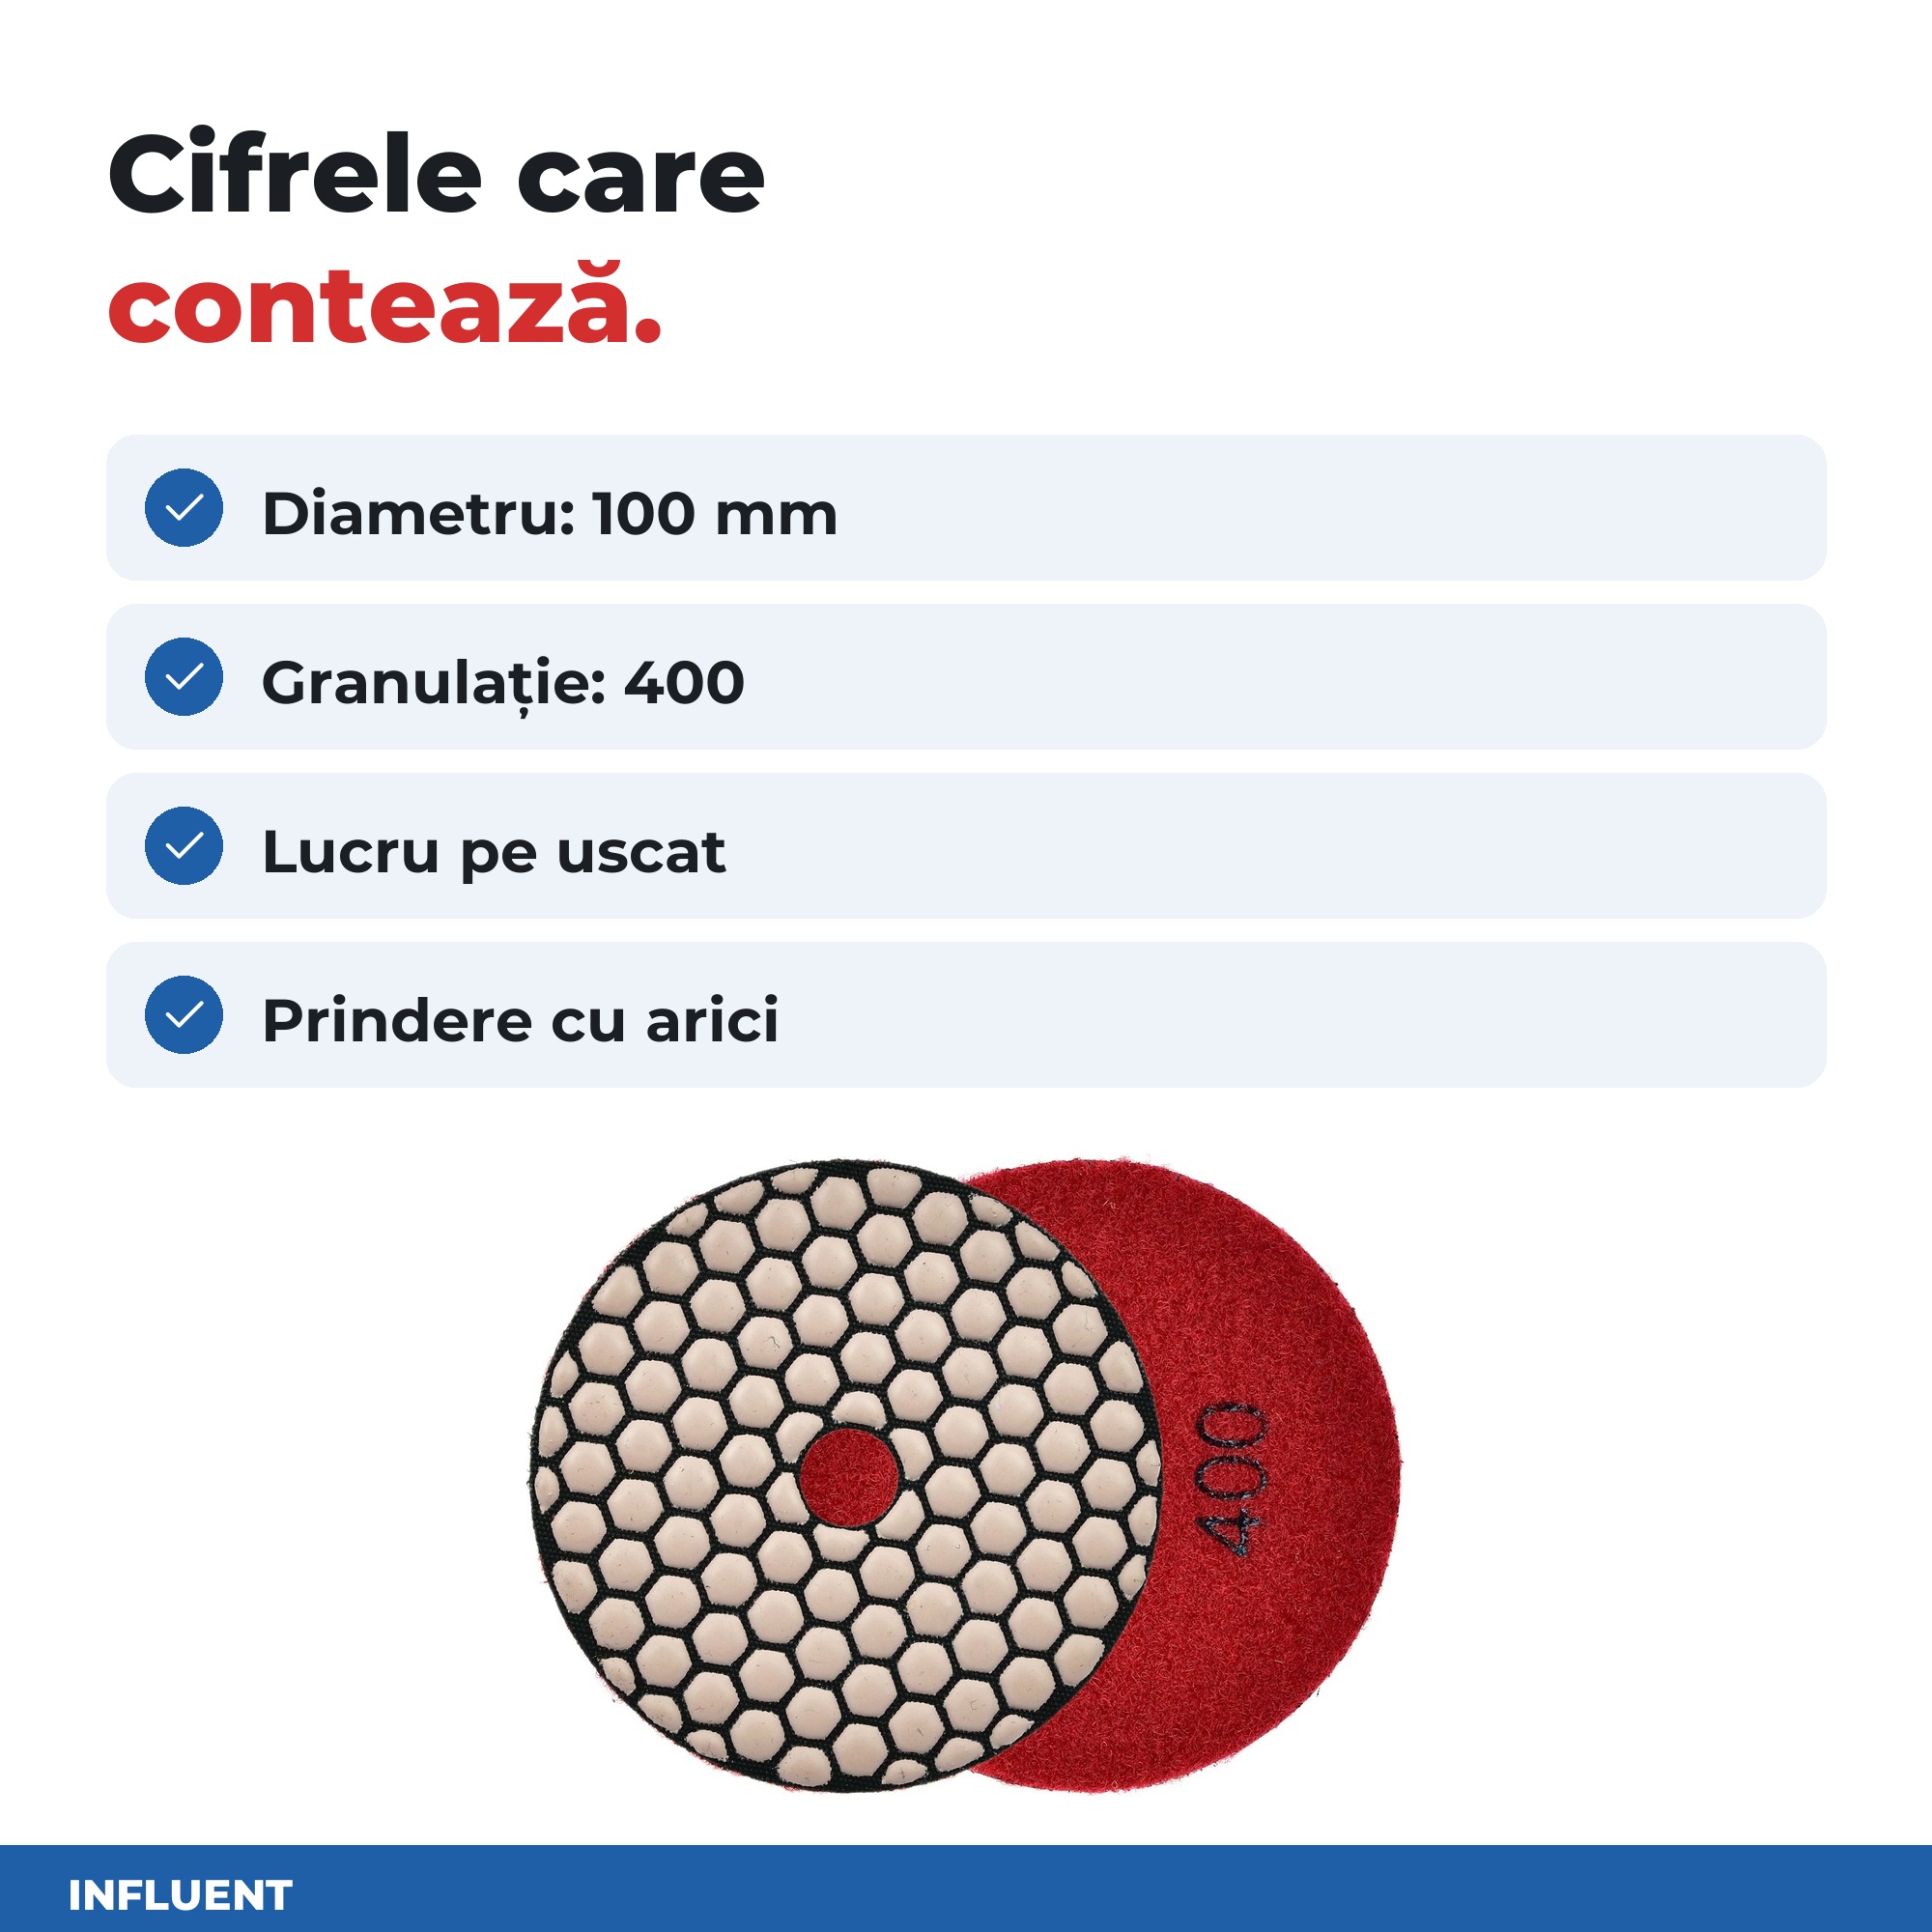 Cifrele care
contează.
Diametru: 100 mm
Granulație: 400
Lucru pe uscat
Prindere cu arici
400
INFLUENT